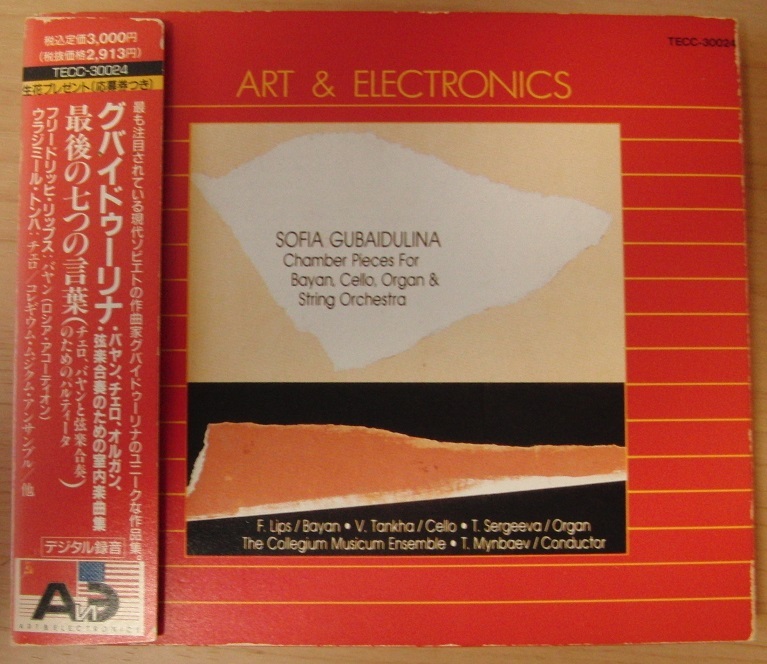 税込定価3,000円
(税抜価格2,913円)
TECC-30024
生花プレゼント(応募券つき)
最も注目されている現代ソビエトの作曲家グバイドゥーリナのユニークな作品集。
グバイドゥーリナ・バヤン、チェロ、オルガン、
弦楽合奏のための室内楽曲集
最後の七つの言葉(チェロ、バヤンと弦楽合奏
のためのパルティータ)
フリードリッヒ・リップス:バヤン(ロシア・アコーディオン)
ウラジミール・トンハ:チェロ/コレギウム・ムジクム・アンサンブル/他
デジタル録音
ART & ELECTRONICS
TECC-30024
ART & ELECTRONICS
SOFIA GUBAIDULINA
Chamber Pieces For
Bayan, Cello, Organ &
String Orchestra
F. Lips / Bayan • V. Tankha / Cello • T. Sergeeva / Organ
The Collegium Musicum Ensemble • T. Mynbaev / Conductor